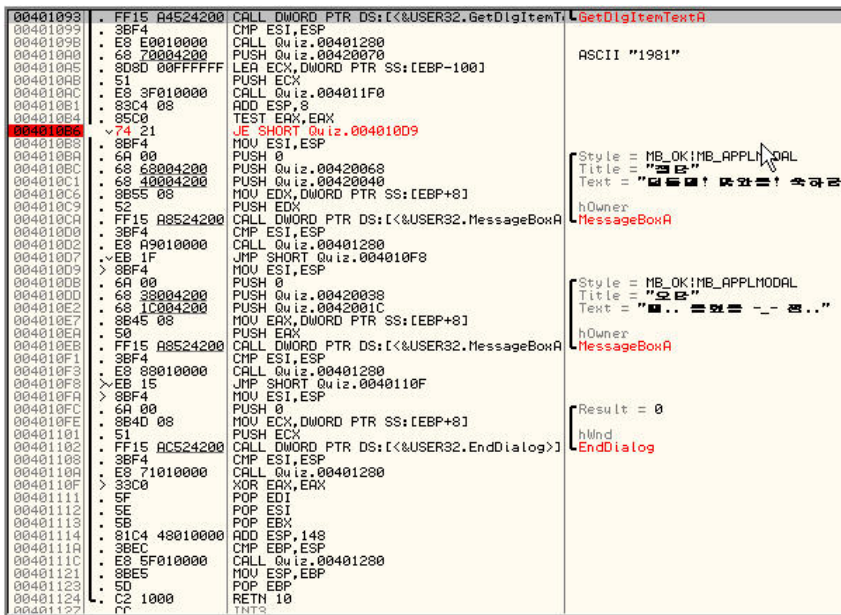 00401093 . FF15 A4524200 CALL DWORD PTR DS:[<&USER32.GetDlgItemT GetDlgItemTextA
00401099 . 3BF4 CMP ESI,ESP
0040109B . E8 E0010000 CALL Quiz.00401280
004010A0 . 68 70004200 PUSH Quiz.00420070 ASCII "1981"
004010A5 . 8D8D 00FFFFFF LEA ECX,DWORD PTR SS:[EBP-100]
004010AB . 51 PUSH ECX
004010AC . E8 3F010000 CALL Quiz.004011F0
004010B1 . 83C4 08 ADD ESP,8
004010B4 . 85C0 TEST EAX,EAX
004010B6 74 21 JE SHORT Quiz.004010D9
004010B8 . 8BF4 MOV ESI,ESP
004010BA . 6A 00 PUSH 0 Style = MB_OK|MB_APPLMODAL
004010BC . 68 68004200 PUSH Quiz.00420068 Title =
004010C1 . 68 40004200 PUSH Quiz.00420040 Text =
004010C6 . 8B55 08 MOV EDX,DWORD PTR SS:[EBP+8]
004010C9 . 52 PUSH EDX hOwner
004010CA . FF15 A8524200 CALL DWORD PTR DS:[<&USER32.MessageBoxA MessageBoxA
004010D0 . 3BF4 CMP ESI,ESP
004010D2 . E8 A9010000 CALL Quiz.00401280
004010D7 . EB 1F JMP SHORT Quiz.004010F8
004010D9 > 8BF4 MOV ESI,ESP
004010DB . 6A 00 PUSH 0 Style = MB_OK|MB_APPLMODAL
004010DD . 68 38004200 PUSH Quiz.00420038 Title =
004010E2 . 68 1C004200 PUSH Quiz.0042001C Text =
004010E7 . 8B45 08 MOV EAX,DWORD PTR SS:[EBP+8]
004010EA . 50 PUSH EAX hOwner
004010EB . FF15 A8524200 CALL DWORD PTR DS:[<&USER32.MessageBoxA MessageBoxA
004010F1 . 3BF4 CMP ESI,ESP
004010F3 . E8 88010000 CALL Quiz.00401280
004010F8 > EB 15 JMP SHORT Quiz.0040110F
004010FA > 8BF4 MOV ESI,ESP
004010FC . 6A 00 PUSH 0 Result = 0
004010FE . 8B4D 08 MOV ECX,DWORD PTR SS:[EBP+8]
00401101 . 51 PUSH ECX hWnd
00401102 . FF15 AC524200 CALL DWORD PTR DS:[<&USER32.EndDialog>] EndDialog
00401108 . 3BF4 CMP ESI,ESP
0040110A . E8 71010000 CALL Quiz.00401280
0040110F > 33C0 XOR EAX,EAX
00401111 . 5F POP EDI
00401112 . 5E POP ESI
00401113 . 5B POP EBX
00401114 . 81C4 48010000 ADD ESP,148
0040111A . 3BEC CMP EBP,ESP
0040111C . E8 5F010000 CALL Quiz.00401280
00401121 . 8BE5 MOV ESP,EBP
00401123 . 5D POP EBP
00401124 . C2 1000 RETN 10
00401127 CC INT3